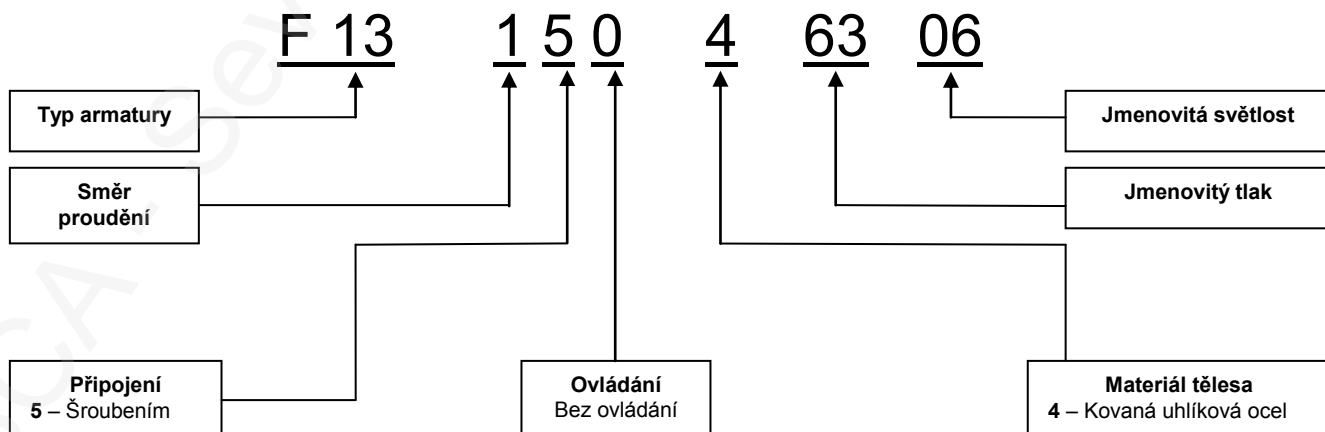 F 13 1 5 0 4 63 06
Typ armatury
Jmenovitá světlost
Směr
proudění
Jmenovitý tlak
Připojení
5 – Šroubením
Ovládání
Bez ovládání
Materiál tělesa
4 – Kovaná uhlíková ocel